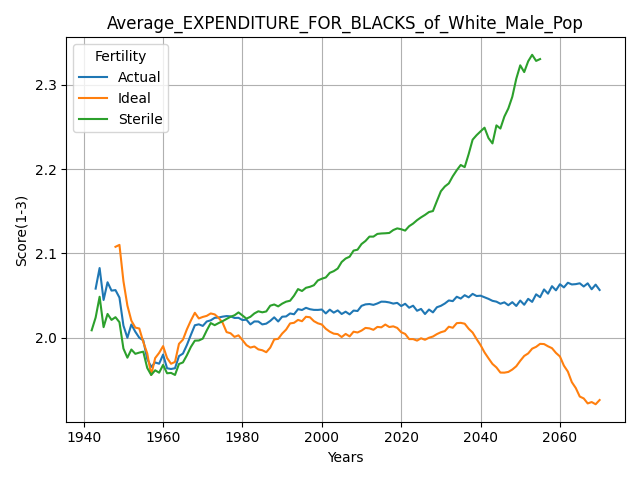 Average_EXPENDITURE_FOR_BLACKS_of_White_Male_Pop
Fertility
Actual
Ideal
Sterile
Score(1-3)
2.3
2.2
2.1
2.0
1940 1960 1980 2000 2020 2040 2060
Years